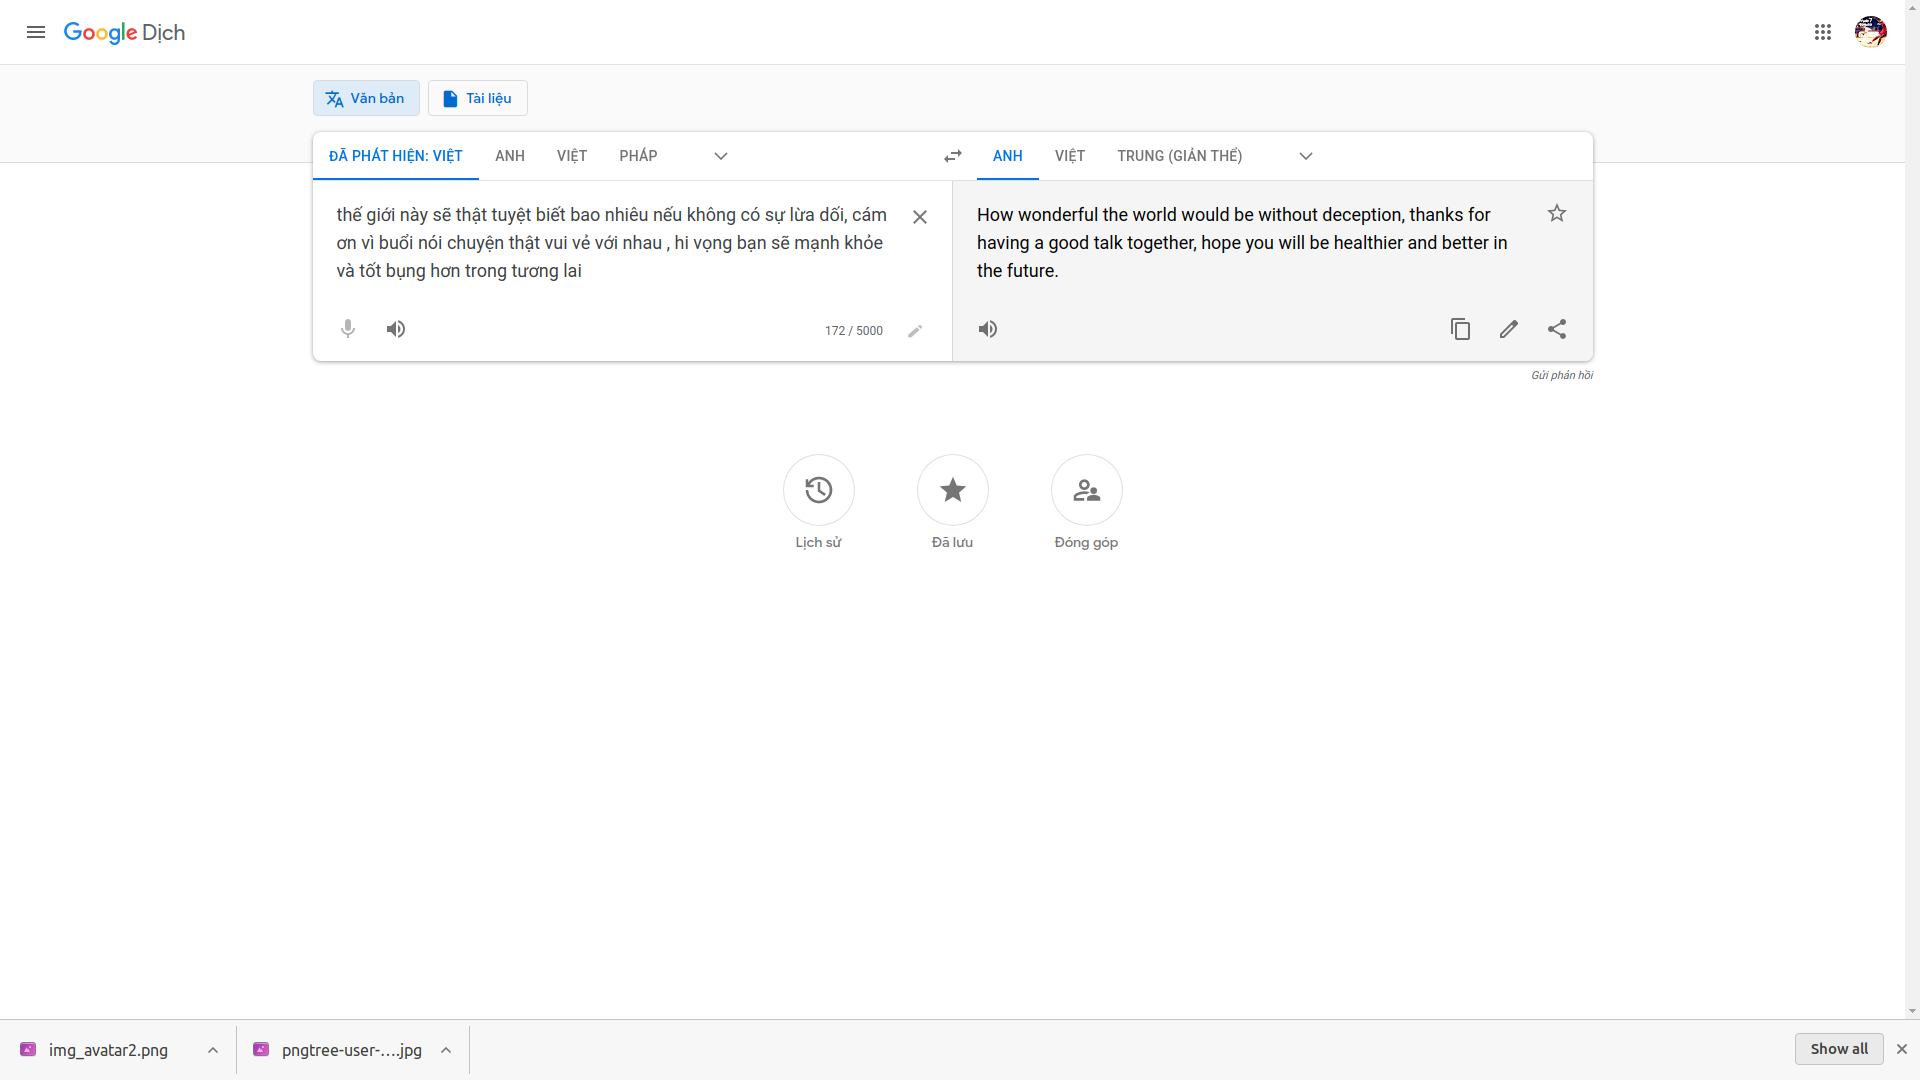 Google Dịch
Văn bản
Tài liệu
ĐÃ PHÁT HIỆN: VIỆT ANH VIỆT PHÁP
ANH VIỆT TRUNG (GIẢN THỂ)
thế giới này sẽ thật tuyệt biết bao nhiêu nếu không có sự lừa dối, cám
ơn vì buổi nói chuyện thật vui vẻ với nhau , hi vọng bạn sẽ mạnh khỏe
và tốt bụng hơn trong tương lai
172 / 5000
How wonderful the world would be without deception, thanks for
having a good talk together, hope you will be healthier and better in
the future.
Gửi phản hồi
Lịch sử
Đã lưu
Đóng góp
img_avatar2.png
pngtree-user-....jpg
Show all